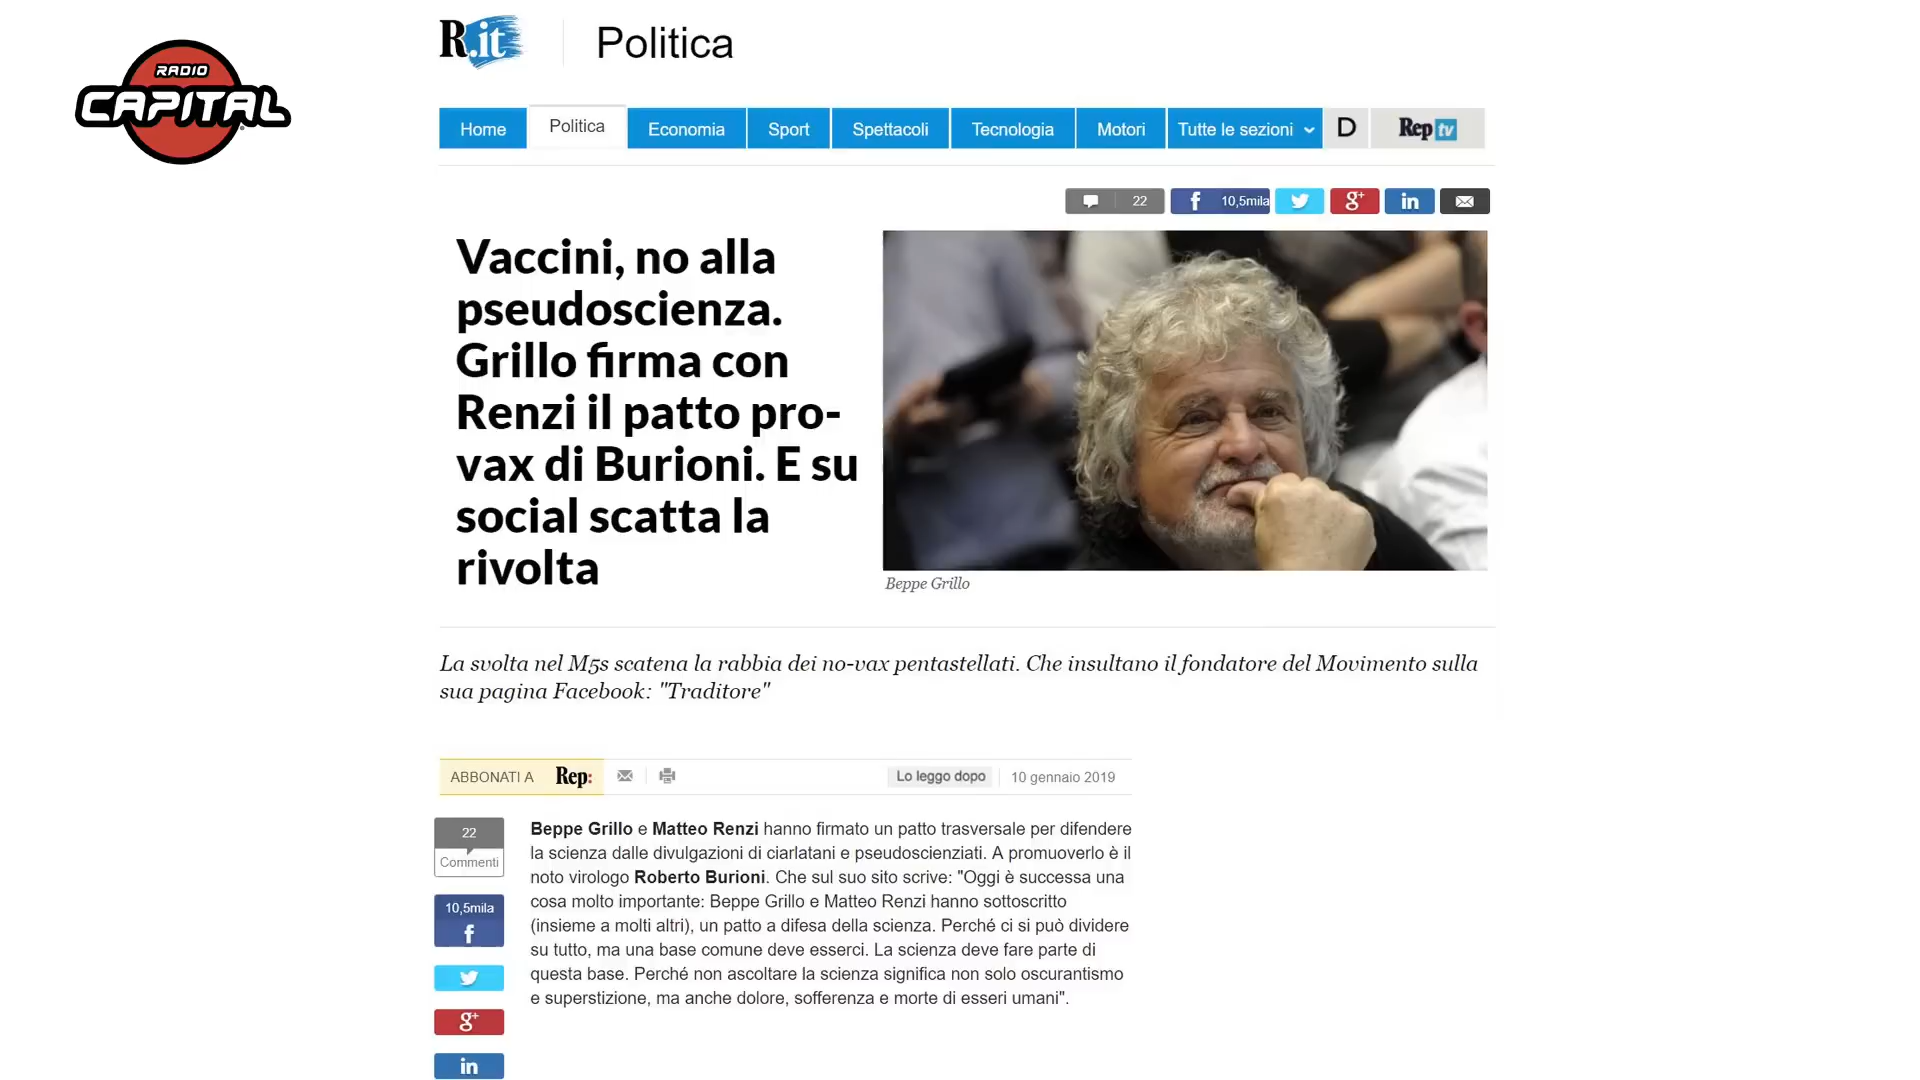 RADIO
CAPITAL
R.it
Politica
Home
Politica
Economia
Sport
Spettacoli
Tecnologia
Motori
Tutte le sezioni
D
Rep tv
22
10,5mila
Vaccini, no alla
pseudoscienza.
Grillo firma con
Renzi il patto pro-
vax di Burioni. E su
social scatta la
rivolta
Beppe Grillo
La svolta nel M5s scatena la rabbia dei no-vax pentastellati. Che insultano il fondatore del Movimento sulla
sua pagina Facebook: "Traditore"
ABBONATI A Rep:
Lo leggo dopo
10 gennaio 2019
22
Commenti
10,5mila
Beppe Grillo e Matteo Renzi hanno firmato un patto trasversale per difendere
la scienza dalle divulgazioni di ciarlatani e pseudoscienziati. A promuoverlo è il
noto virologo Roberto Burioni. Che sul suo sito scrive: "Oggi è successa una
cosa molto importante: Beppe Grillo e Matteo Renzi hanno sottoscritto
(insieme a molti altri), un patto a difesa della scienza. Perché ci si può dividere
su tutto, ma una base comune deve esserci. La scienza deve fare parte di
questa base. Perché non ascoltare la scienza significa non solo oscurantismo
e superstizione, ma anche dolore, sofferenza e morte di esseri umani".